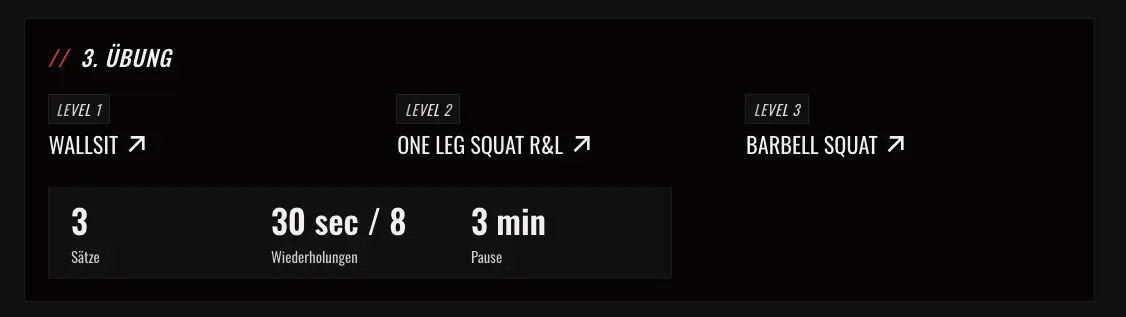 // 3. ÜBUNG
LEVEL 1 LEVEL 2 LEVEL 3
WALLSIT ONE LEG SQUAT R&L BARBELL SQUAT
3 30 sec / 8 3 min
Sätze Wiederholungen Pause